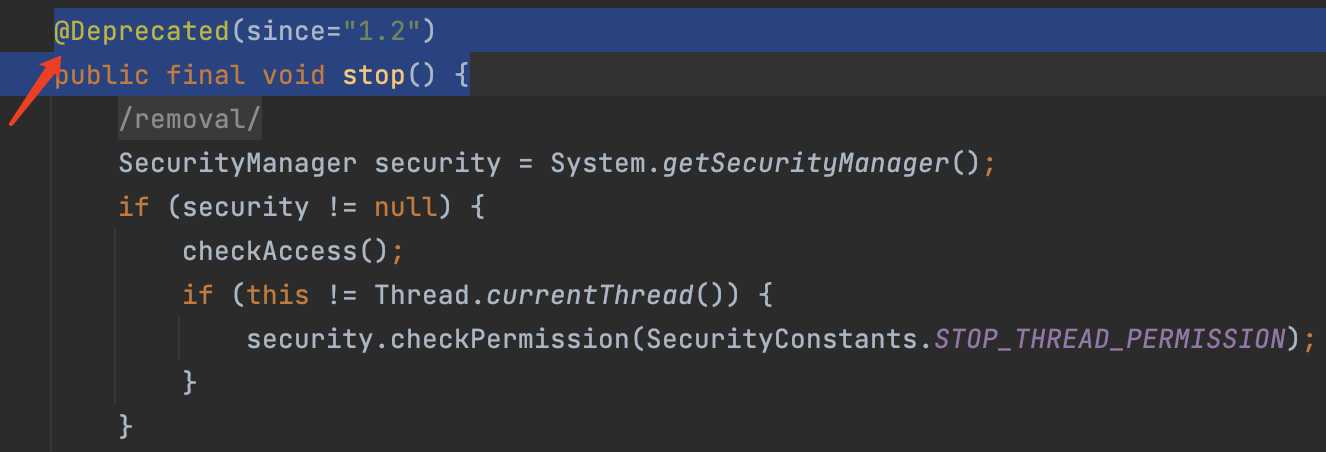 @Deprecated(since="1.2")
public final void stop() {
/removal/
SecurityManager security = System.getSecurityManager();
if (security != null) {
checkAccess();
if (this != Thread.currentThread()) {
security.checkPermission(SecurityConstants.STOP_THREAD_PERMISSION);
}
}